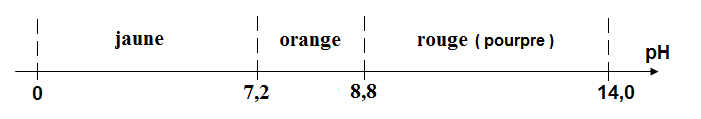 jaune orange rouge ( pourpre )
pH
0 7,2 8,8 14,0